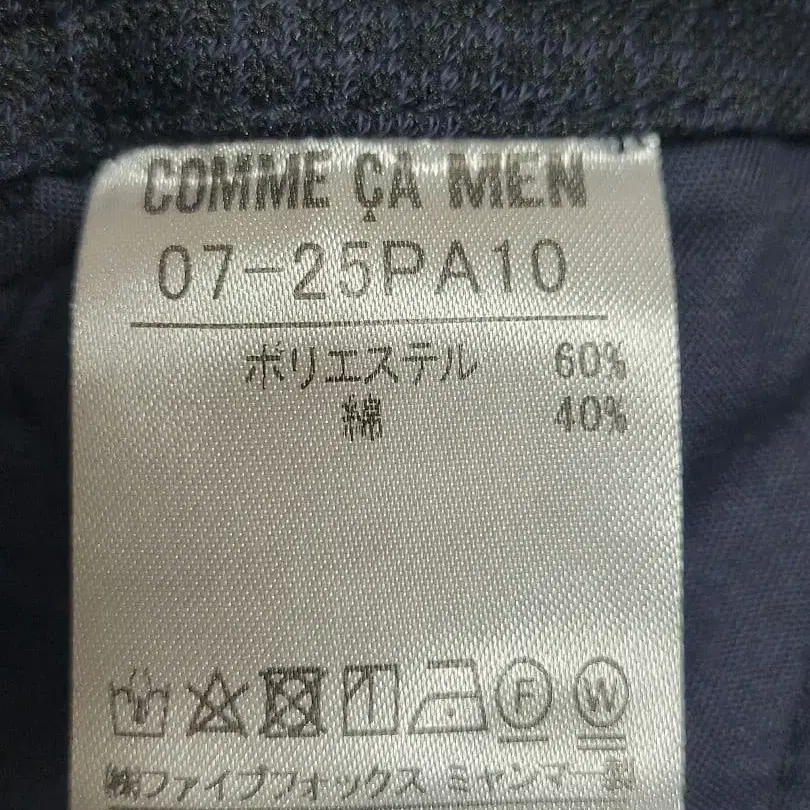 COMME ÇA MEN
07-25PA10
ポリエステル 60%
綿 40%
F W
㈱ファイブフォックス ミャンマー製